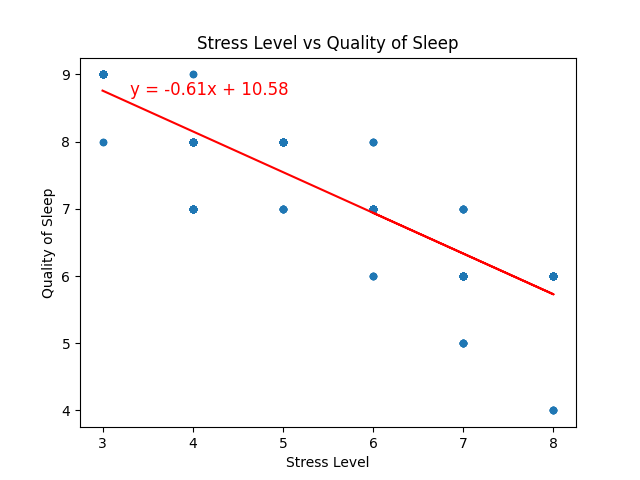 Stress Level vs Quality of Sleep
y = -0.61x + 10.58
Quality of Sleep
9
8
7
6
5
4
3 4 5 6 7 8
Stress Level